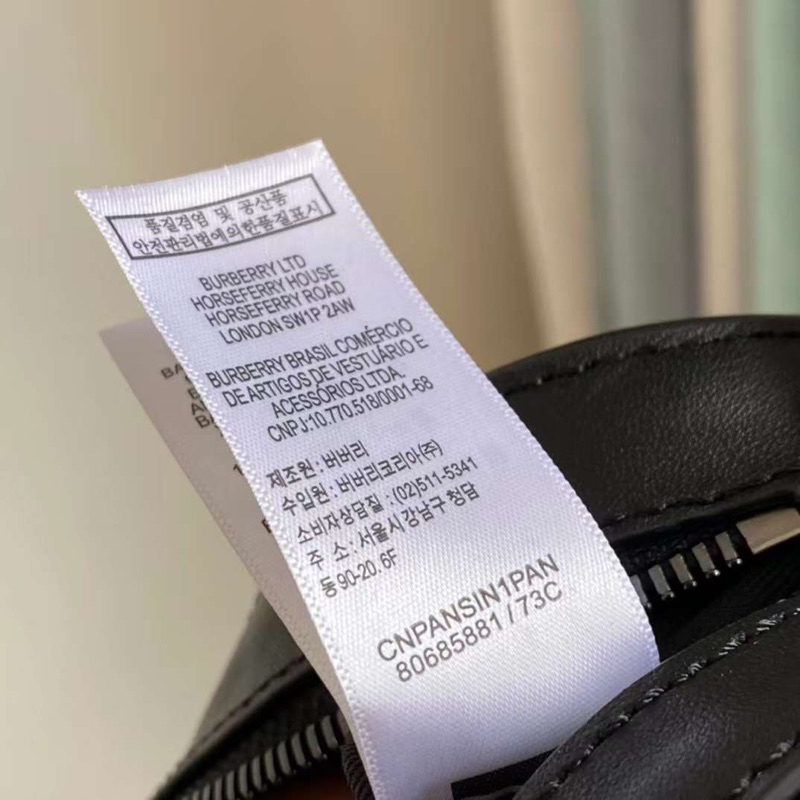 품질겸염 및 공산품
안전판리법에의한품질표시
BURBERRY LTD
HORSEFERRY HOUSE
HORSEFERRY ROAD
LONDON SW1P 2AW
BURBERRY BRASIL COMÉRCIO
DE ARTIGOS DE VESTUÁRIO E
ACESSÓRIOS LTDA.
CNPJ:10.770.518/0001-68
제조원 : 버버리
수입원 : 버버리코리아(주)
소비자상담질 : (02)511-5341
주 소 : 서울시강남구 청담
동90-20.6F
CNPANSIN1PAN
80685881 / 73C